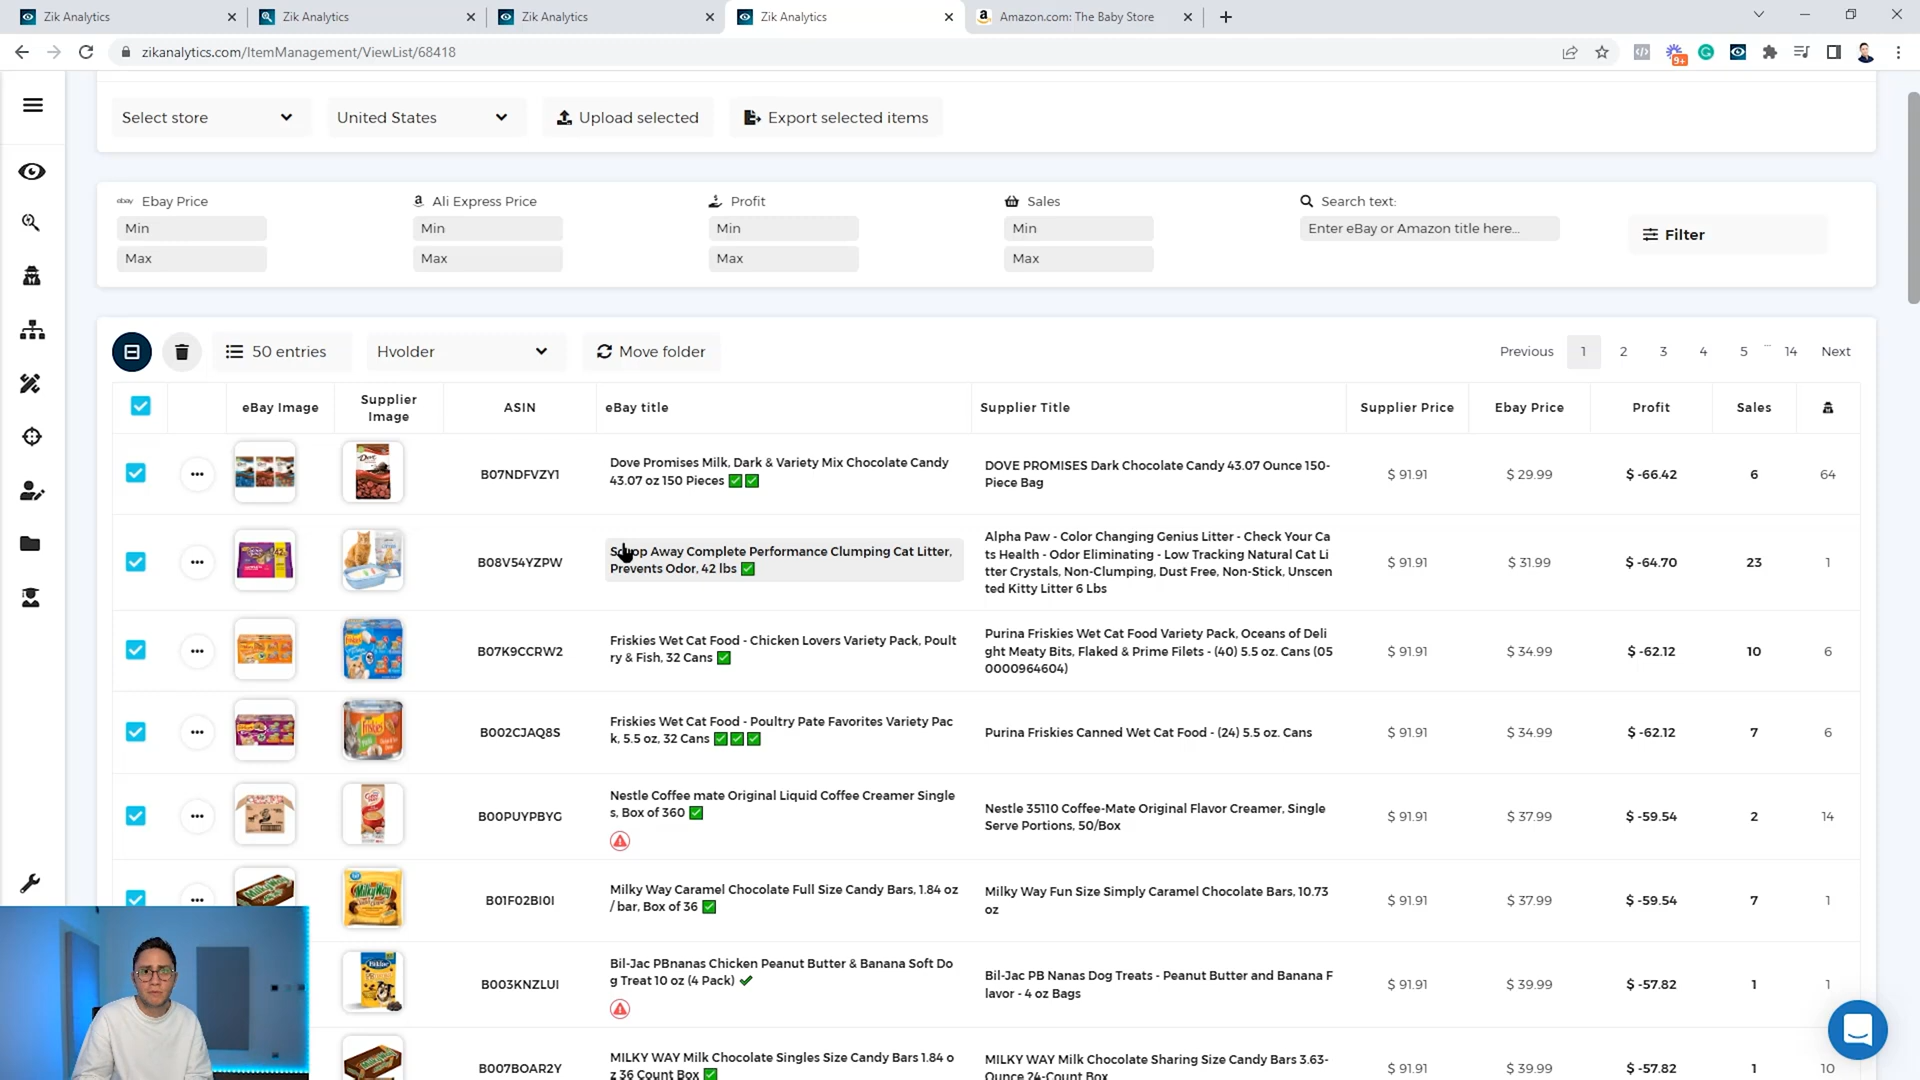 Zik Analytics
Zik Analytics
Zik Analytics
Zik Analytics
Amazon.com: The Baby Store
zikanalytics.com/ItemManagement/ViewList/68418
9+
Select store
United States
Upload selected
Export selected items
ebay Ebay Price
a Ali Express Price
Profit
Sales
Search text:
Min
Min
Min
Min
Enter eBay or Amazon title here...
Filter
Max
Max
Max
Max
50 entries
Hvolder
Move folder
Previous 1 2 3 4 5 ... 14 Next
eBay Image
Supplier
Image
ASIN
eBay title
Supplier Title
Supplier Price
Ebay Price
Profit
Sales
B07NDFVZY1
Dove Promises Milk, Dark & Variety Mix Chocolate Candy
43.07 oz 150 Pieces ✅✅
DOVE PROMISES Dark Chocolate Candy 43.07 Ounce 150-
Piece Bag
$ 91.91
$ 29.99
$ -66.42
6
64
B08V54YZPW
Scoop Away Complete Performance Clumping Cat Litter,
Prevents Odor, 42 lbs ✅
Alpha Paw - Color Changing Genius Litter - Check Your Ca
ts Health - Odor Eliminating - Low Tracking Natural Cat Li
tter Crystals, Non-Clumping, Dust Free, Non-Stick, Unscen
ted Kitty Litter 6 Lbs
$ 91.91
$ 31.99
$ -64.70
23
1
B07K9CCRW2
Friskies Wet Cat Food - Chicken Lovers Variety Pack, Poult
ry & Fish, 32 Cans ✅
Purina Friskies Wet Cat Food Variety Pack, Oceans of Deli
ght Meaty Bits, Flaked & Prime Filets - (40) 5.5 oz. Cans (05
0000964604)
$ 91.91
$ 34.99
$ -62.12
10
6
B002CJAQ8S
Friskies Wet Cat Food - Poultry Pate Favorites Variety Pac
k, 5.5 oz, 32 Cans ✅✅✅
Purina Friskies Canned Wet Cat Food - (24) 5.5 oz. Cans
$ 91.91
$ 34.99
$ -62.12
7
6
B00PUYPBYG
Nestle Coffee mate Original Liquid Coffee Creamer Single
s, Box of 360 ✅
Nestle 35110 Coffee-Mate Original Flavor Creamer, Single
Serve Portions, 50/Box
$ 91.91
$ 37.99
$ -59.54
2
14
B01F02BI0I
Milky Way Caramel Chocolate Full Size Candy Bars, 1.84 oz
/ bar, Box of 36 ✅
Milky Way Fun Size Simply Caramel Chocolate Bars, 10.73
oz
$ 91.91
$ 37.99
$ -59.54
7
1
B003KNZLUI
Bil-Jac PBnanas Chicken Peanut Butter & Banana Soft Do
g Treat 10 oz (4 Pack) ✔
Bil-Jac PB Nanas Dog Treats - Peanut Butter and Banana F
lavor - 4 oz Bags
$ 91.91
$ 39.99
$ -57.82
1
1
B007BOAR2Y
MILKY WAY Milk Chocolate Singles Size Candy Bars 1.84 o
z 36 Count Box ✅
MILKY WAY Milk Chocolate Sharing Size Candy Bars 3.63-
Ounce 24-Count Box
$ 91.91
$ 39.99
$ -57.82
1
10